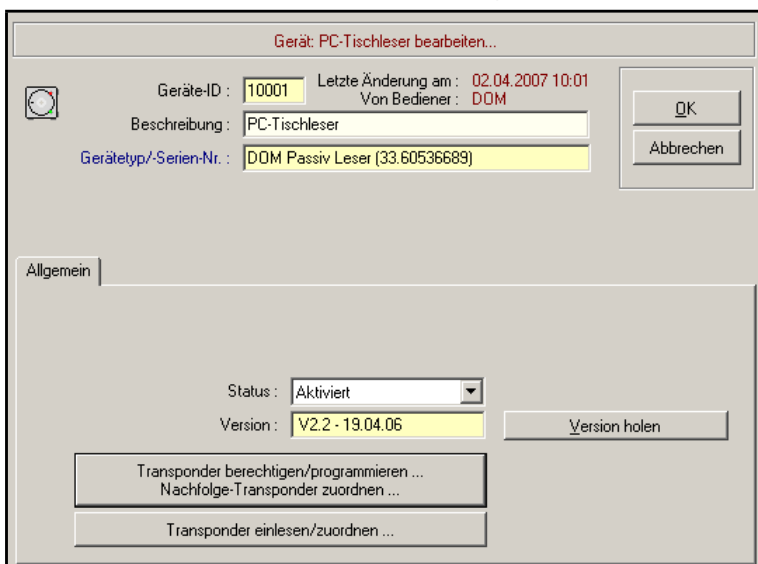 Gerät: PC-Tischleser bearbeiten...
Geräte-ID : 10001 Letzte Änderung am : 02.04.2007 10:01
Von Bediener : DOM
Beschreibung : PC-Tischleser
Gerätetyp/-Serien-Nr. : DOM Passiv Leser (33.60536689)
OK
Abbrechen
Allgemein
Status : Aktiviert
Version : V2.2 - 19.04.06 Version holen
Transponder berechtigen/programmieren ...
Nachfolge-Transponder zuordnen ...
Transponder einlesen/zuordnen ...